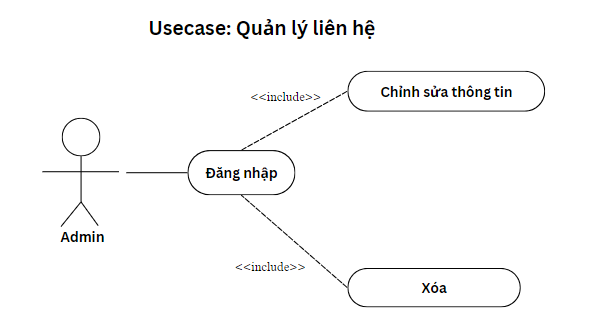 Usecase: Quản lý liên hệ
<<include>>
Chỉnh sửa thông tin
Đăng nhập
Admin
<<include>>
Xóa